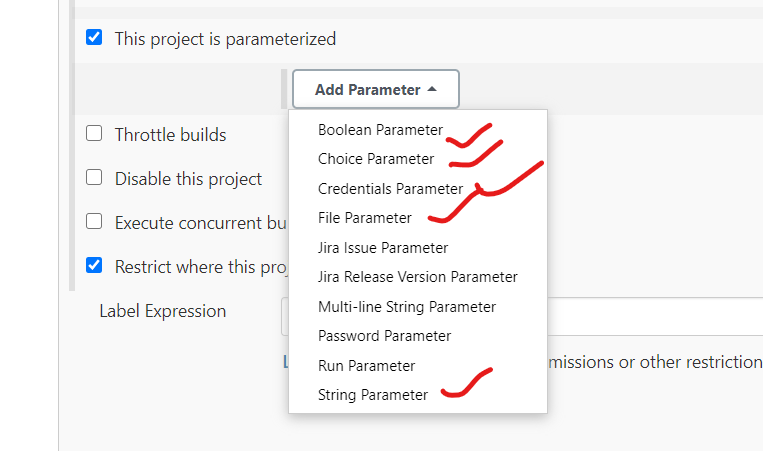 This project is parameterized
Add Parameter
Boolean Parameter
Throttle builds
Choice Parameter
Disable this project
Credentials Parameter
File Parameter
Execute concurrent bu
Jira Issue Parameter
Restrict where this proj
Jira Release Version Parameter
Label Expression
Multi-line String Parameter
Password Parameter
missions or other restriction
Run Parameter
String Parameter